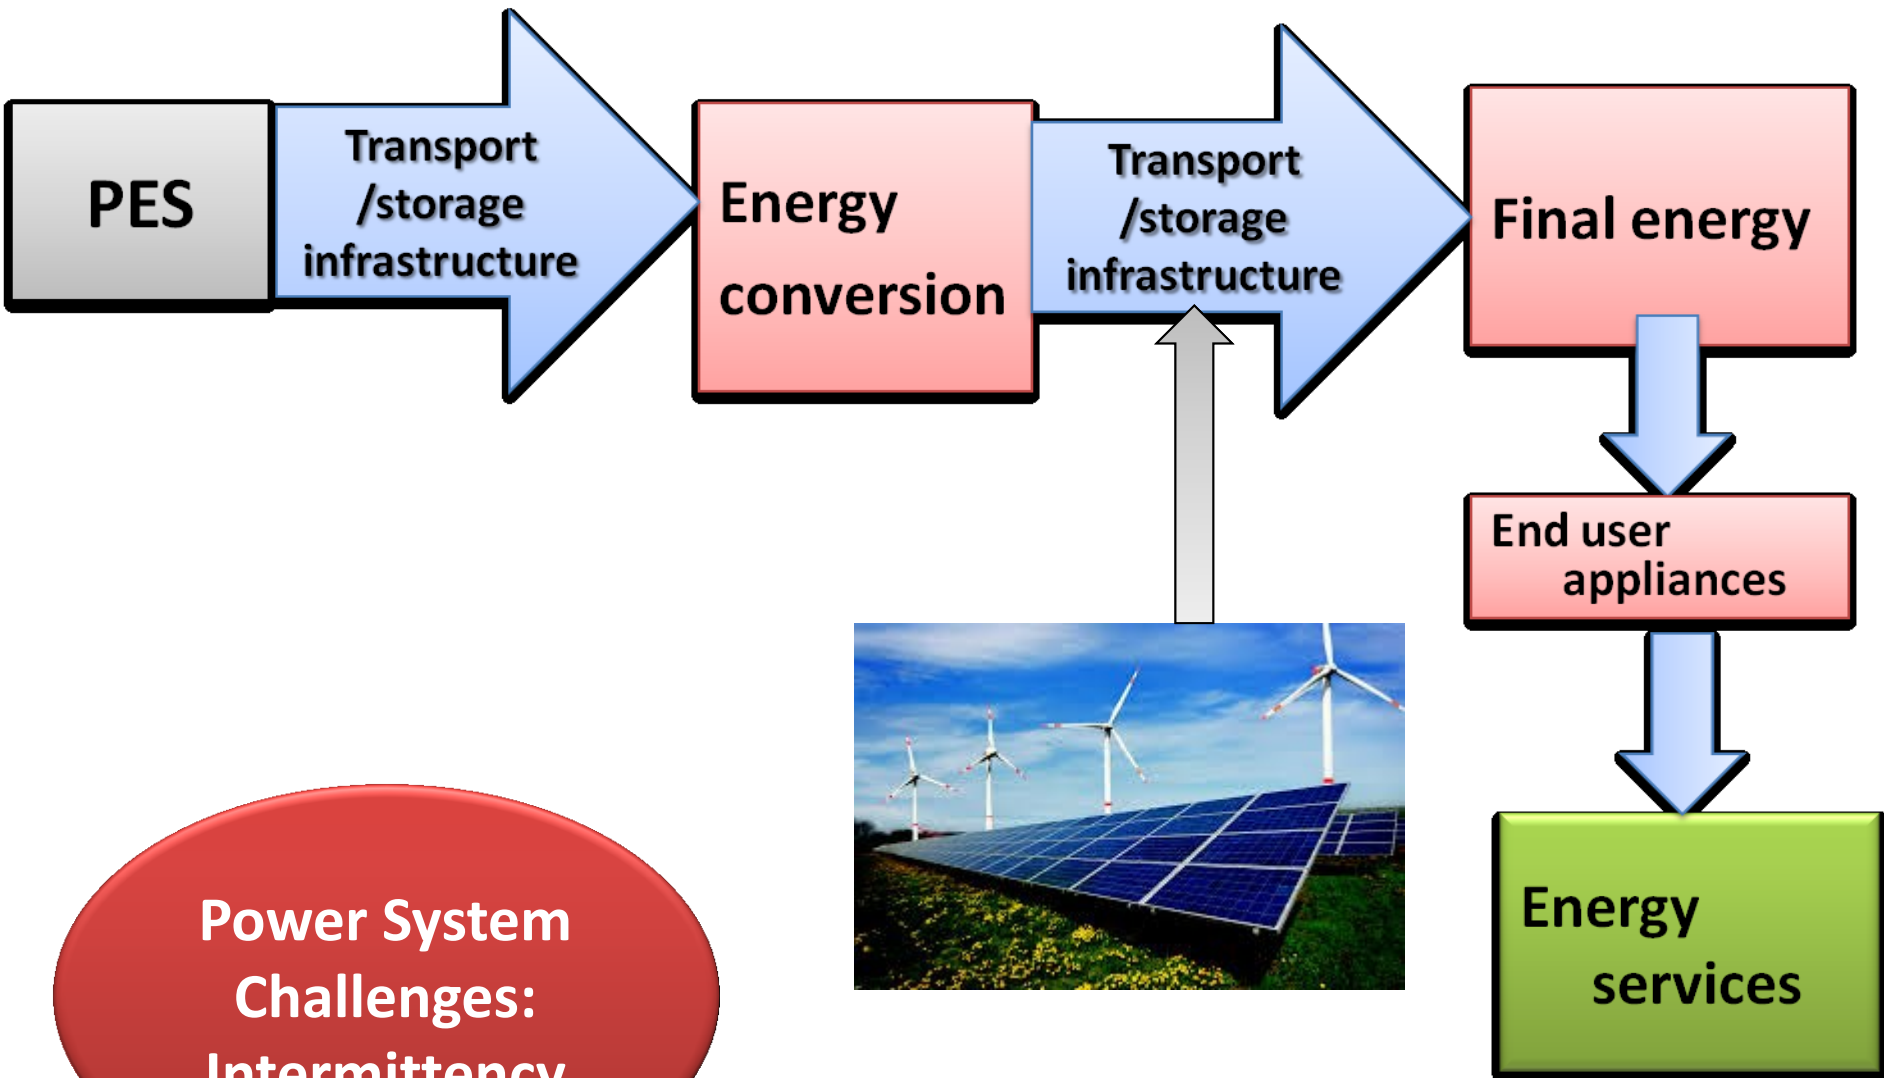 PES
Transport
/storage
infrastructure
Energy
conversion
Transport
/storage
infrastructure
Final energy
End user
appliances
Energy
services
Power System
Challenges:
Intermittency